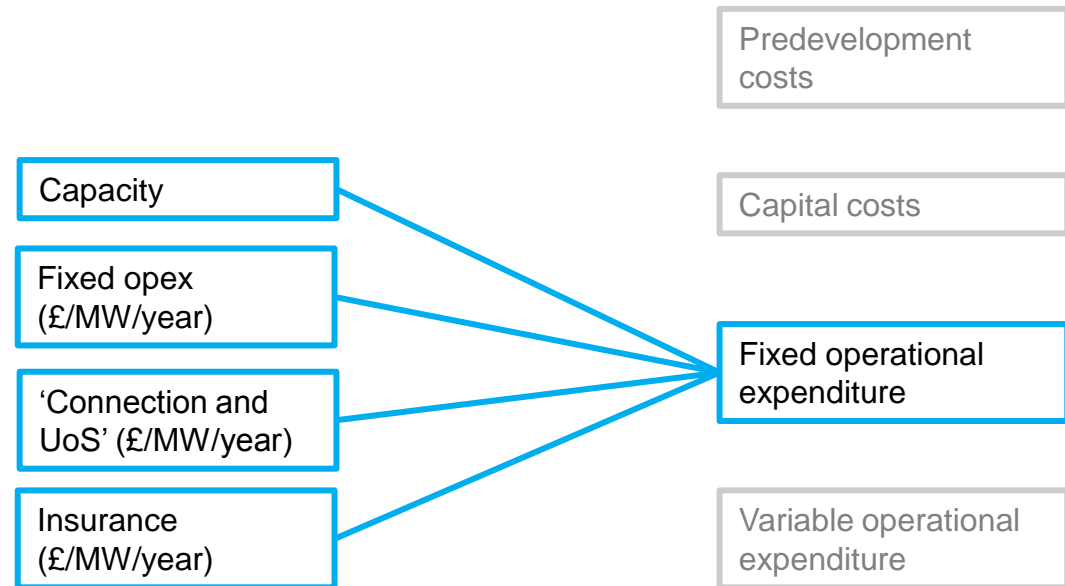 Predevelopment
costs
Capacity
Capital costs
Fixed opex
(£/MW/year)
Fixed operational
expenditure
‘Connection and
UoS’ (£/MW/year)
Insurance
(£/MW/year)
Variable operational
expenditure